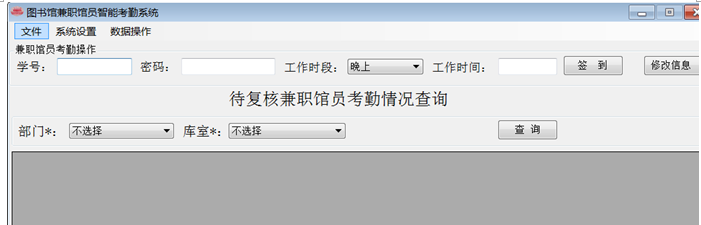 图书馆兼职馆员智能考勤系统
文件 系统设置 数据操作
兼职馆员考勤操作
学号： 密码： 工作时段： 晚上 工作时间： 签 到 修改信息
待复核兼职馆员考勤情况查询
部门*： 不选择 库室*： 不选择 查 询